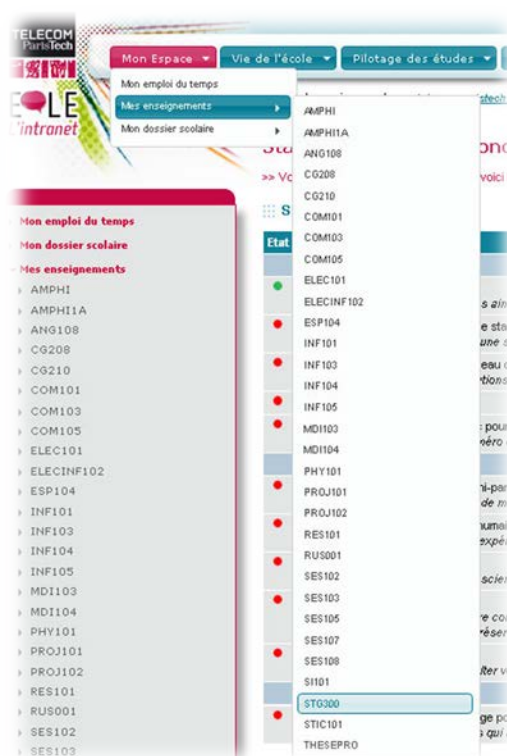 TELECOM
ParisTech
ECOLE
l'intranet
Mon Espace
Vie de l'école
Pilotage des études
Mon emploi du temps
Mes enseignements
Mon dossier scolaire
AMPHI
AMPHI1A
ANG108
CG208
CG210
COM101
COM103
COM105
ELEC101
ELECINF102
ESP104
INF101
INF103
INF104
INF105
MDI103
MDI104
PHY101
PROJ101
PROJ102
RES101
RUS001
SES102
SES103
SES105
SES107
SES108
SI101
STG300
STIC101
THESEPRO
>> Vo
voici
Etat
Mon emploi du temps
Mon dossier scolaire
Mes enseignements
AMPHI
AMPHI1A
ANG108
CG208
CG210
COM101
COM103
COM105
ELEC101
ELECINF102
ESP104
INF101
INF103
INF104
INF105
MDI103
MDI104
PHY101
PROJ101
PROJ102
RES101
RUS001
SES102
SES103